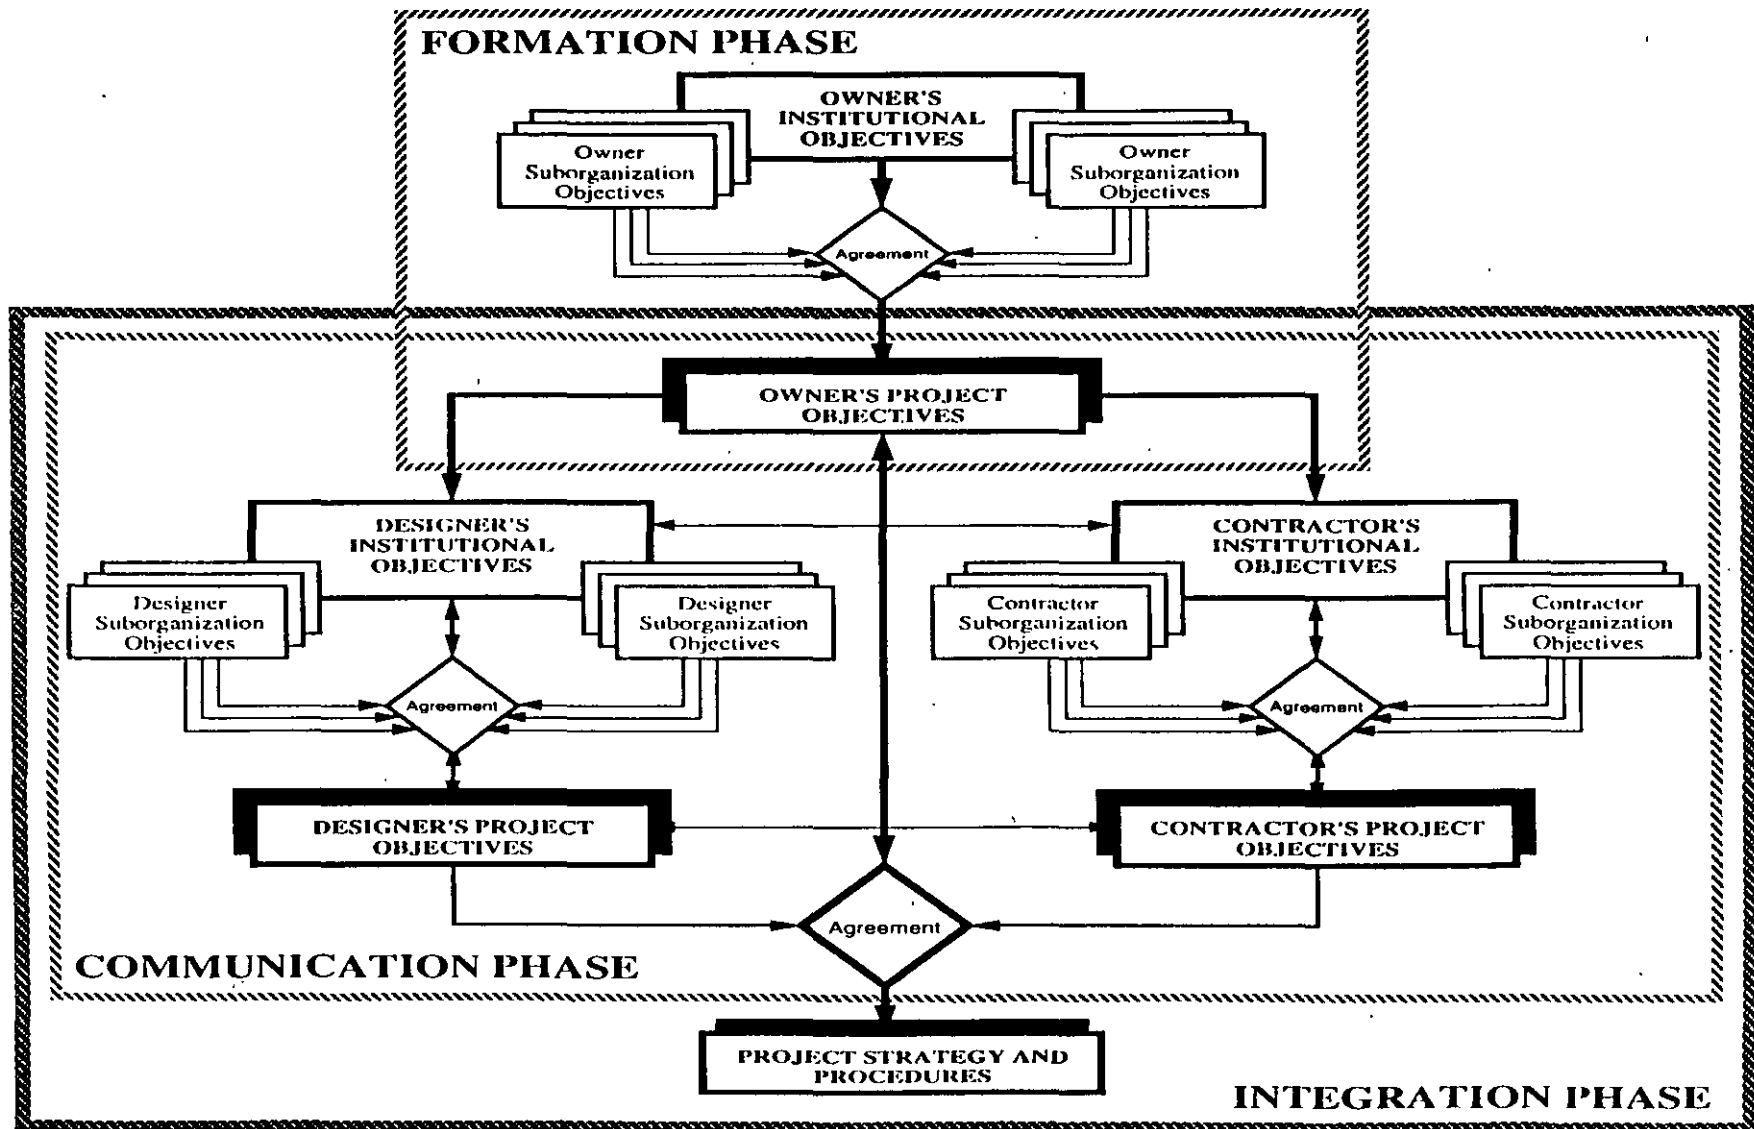 FORMATION PHASE
OWNER'S
INSTITUTIONAL
OBJECTIVES
Owner
Suborganization
Objectives
Owner
Suborganization
Objectives
Agreement
OWNER'S PROJECT
OBJECTIVES
DESIGNER'S
INSTITUTIONAL
OBJECTIVES
CONTRACTOR'S
INSTITUTIONAL
OBJECTIVES
Designer
Suborganization
Objectives
Designer
Suborganization
Objectives
Contractor
Suborganization
Objectives
Contractor
Suborganization
Objectives
Agreement
Agreement
DESIGNER'S PROJECT
OBJECTIVES
CONTRACTOR'S PROJECT
OBJECTIVES
Agreement
COMMUNICATION PHASE
PROJECT STRATEGY AND
PROCEDURES
INTEGRATION PHASE